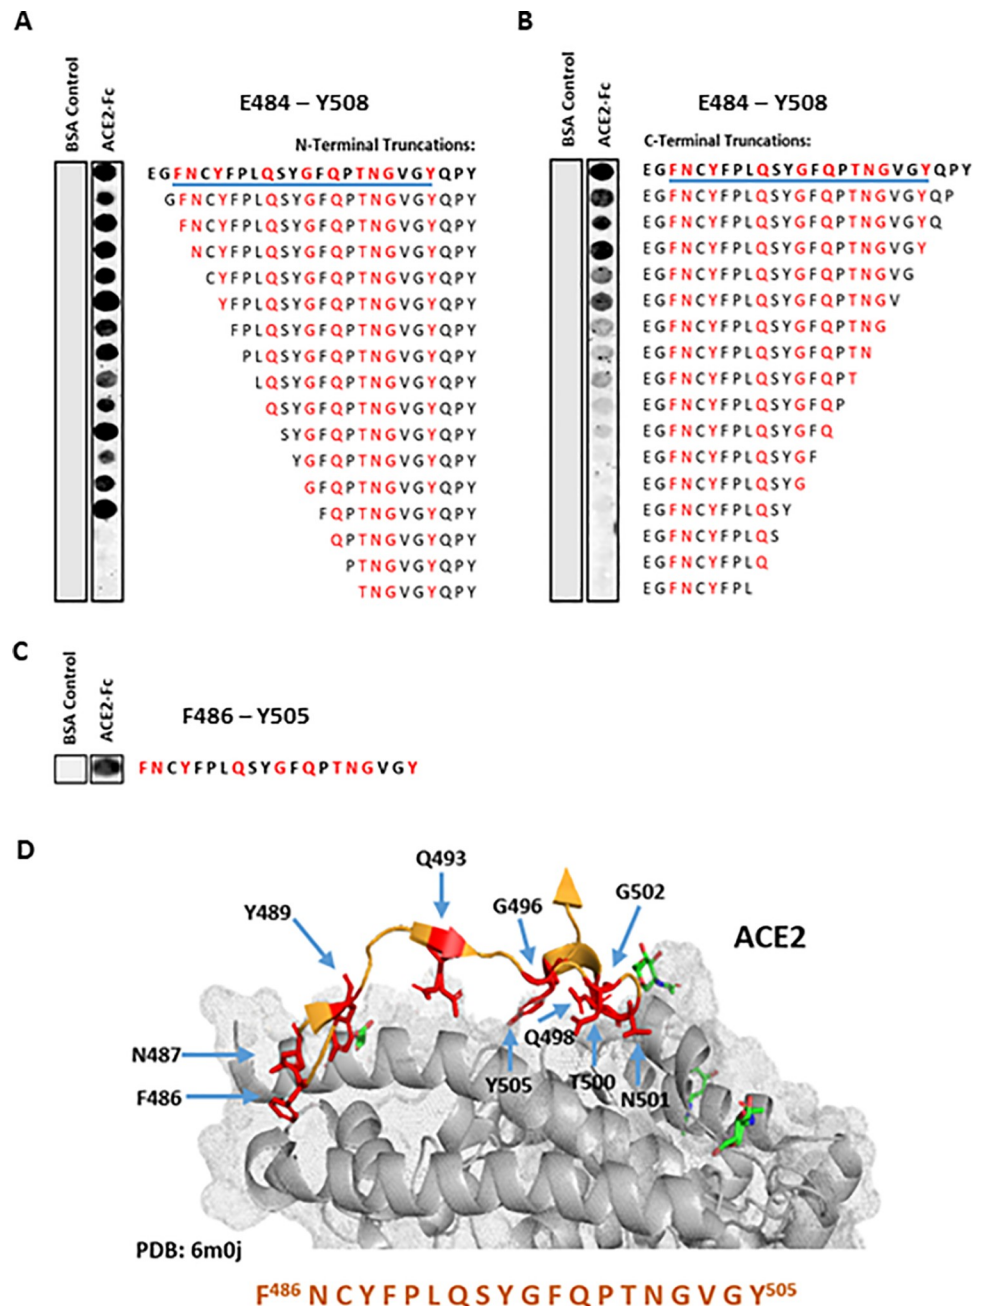 A
BSA Control
ACE2-Fc
E484 – Y508
N-Terminal Truncations:
EGFNCYFPLQSYGFQPTNGVGYQPY
GFNCYFPLQSYGFQPTNGVGYQPY
FNCYFPLQSYGFQPTNGVGYQPY
NCYFPLQSYGFQPTNGVGYQPY
CYFPLQSYGFQPTNGVGYQPY
YFPLQSYGFQPTNGVGYQPY
FPLQSYGFQPTNGVGYQPY
PLQSYGFQPTNGVGYQPY
LQSYGFQPTNGVGYQPY
QSYGFQPTNGVGYQPY
SYGFQPTNGVGYQPY
YGFQPTNGVGYQPY
GFQPTNGVGYQPY
FQPTNGVGYQPY
QPTNGVGYQPY
PTNGVGYQPY
TNGVGYQPY
B
BSA Control
ACE2-Fc
E484 – Y508
C-Terminal Truncations:
EGFNCYFPLQSYGFQPTNGVGYQPY
EGFNCYFPLQSYGFQPTNGVGYQP
EGFNCYFPLQSYGFQPTNGVGYQ
EGFNCYFPLQSYGFQPTNGVGY
EGFNCYFPLQSYGFQPTNGVG
EGFNCYFPLQSYGFQPTNGV
EGFNCYFPLQSYGFQPTNG
EGFNCYFPLQSYGFQPTN
EGFNCYFPLQSYGFQPT
EGFNCYFPLQSYGFQP
EGFNCYFPLQSYGFQ
EGFNCYFPLQSYGF
EGFNCYFPLQSYG
EGFNCYFPLQSY
EGFNCYFPLQS
EGFNCYFPLQ
EGFNCYFPL
C
BSA Control
ACE2-Fc
F486 – Y505
FNCYFPLQSYGFQPTNGVGY
D
Q493
Y489
G496
G502
ACE2
N487
F486
Q498
Y505
T500
N501
PDB: 6m0j
F486 N C Y F P L Q S Y G F Q P T N G V G Y505